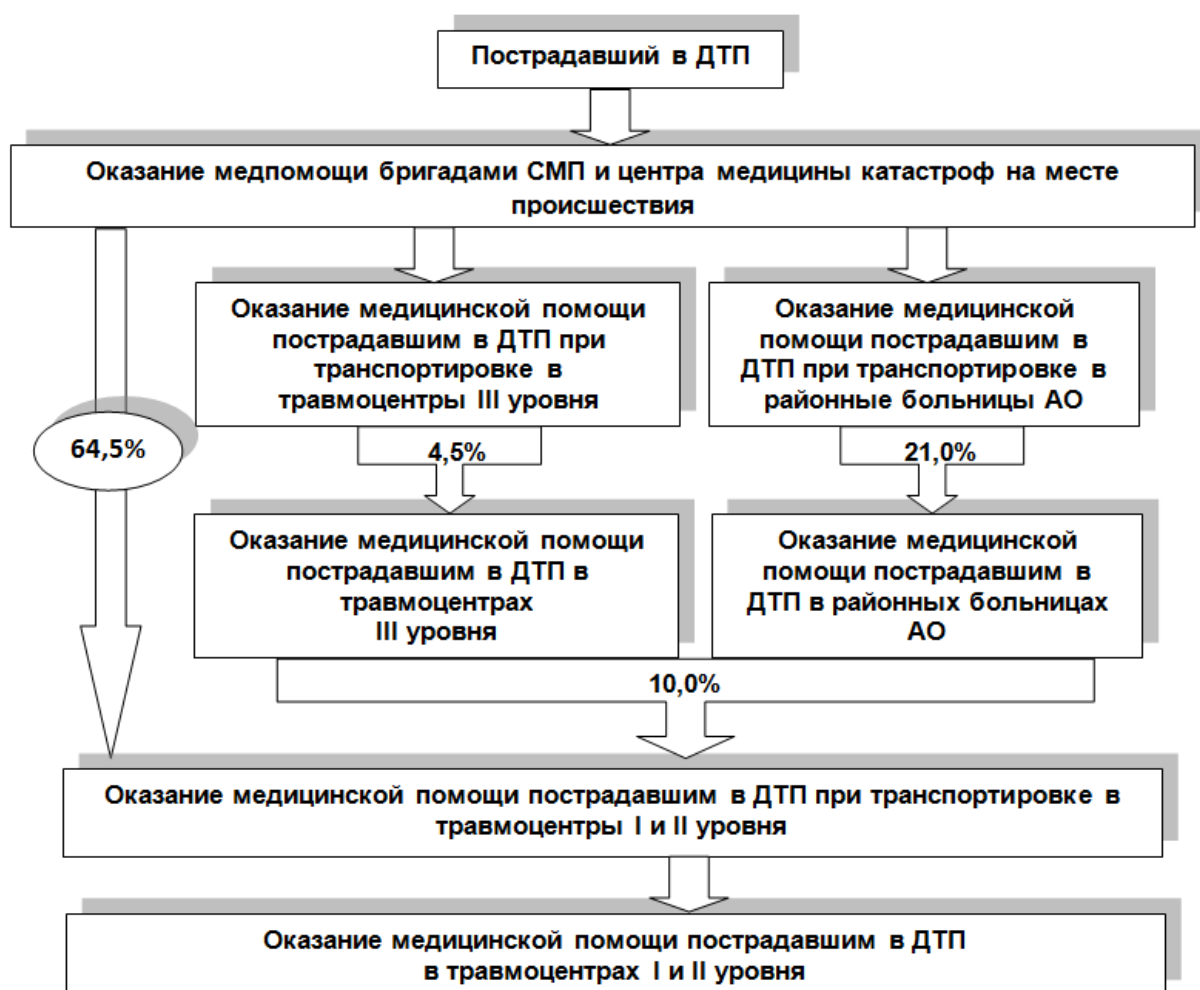 Пострадавший в ДТП
Оказание медпомощи бригадами СМП и центра медицины катастроф на месте
происшествия
Оказание медицинской помощи
пострадавшим в ДТП при
транспортировке в
травмоцентры III уровня
Оказание медицинской
помощи пострадавшим в
ДТП при транспортировке в
районные больницы АО
64,5%
4,5%
21,0%
Оказание медицинской помощи
пострадавшим в ДТП в
травмоцентрах
III уровня
Оказание медицинской
помощи пострадавшим в
ДТП в районных больницах
АО
10,0%
Оказание медицинской помощи пострадавшим в ДТП при транспортировке в
травмоцентры I и II уровня
Оказание медицинской помощи пострадавшим в ДТП
в травмоцентрах I и II уровня